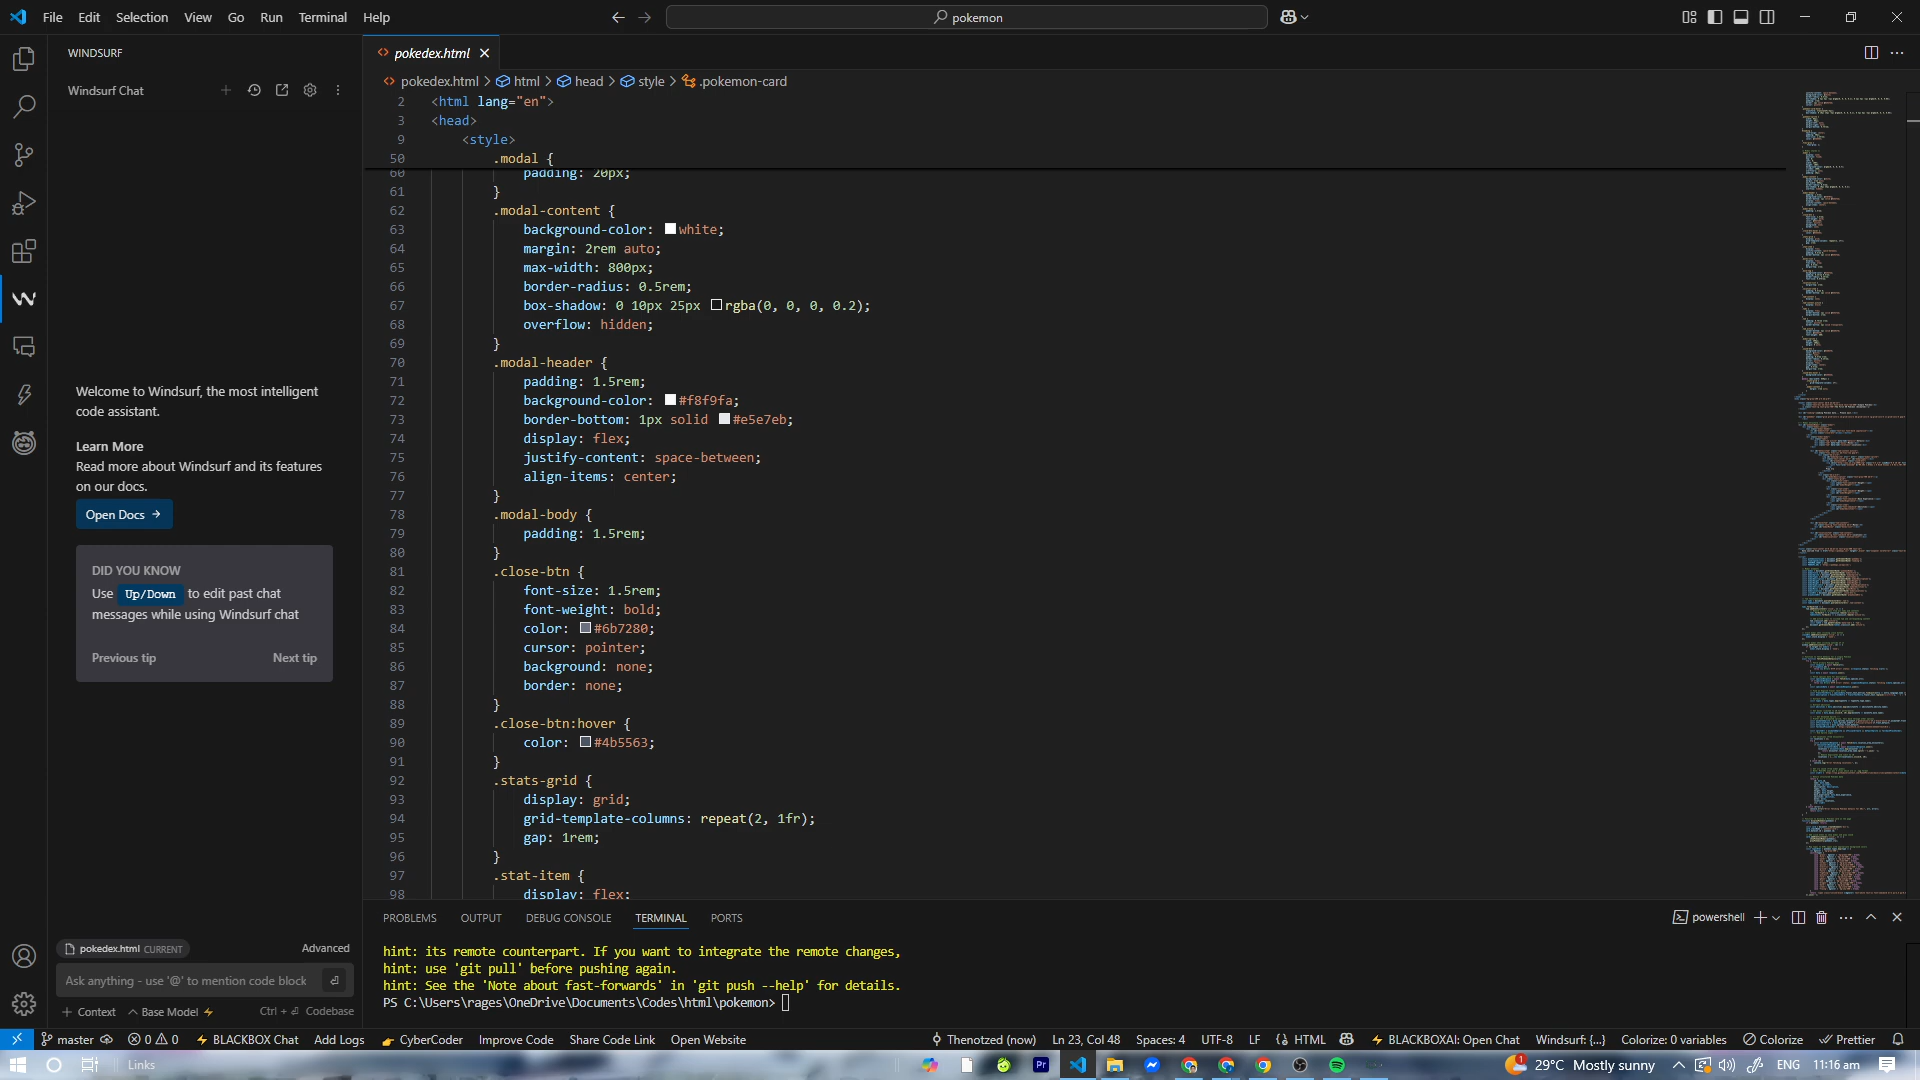 File Edit Selection View Go Run Terminal Help
pokemon
WINDSURF
Windsurf Chat
Welcome to Windsurf, the most intelligent
code assistant.
Learn More
Read more about Windsurf and its features
on our docs.
Open Docs →
DID YOU KNOW
Use Up/Down to edit past chat
messages while using Windsurf chat
Previous tip Next tip
pokedex.html CURRENT Advanced
Ask anything - use '@' to mention code block
+ Context Base Model Ctrl + ⏎ Codebase
pokedex.html
pokedex.html > html > head > style > .pokemon-card
2 <html lang="en">
3 <head>
9 <style>
50 .modal {
60 padding: 20px;
61 }
62 .modal-content {
63 background-color: white;
64 margin: 2rem auto;
65 max-width: 800px;
66 border-radius: 0.5rem;
67 box-shadow: 0 10px 25px rgba(0, 0, 0, 0.2);
68 overflow: hidden;
69 }
70 .modal-header {
71 padding: 1.5rem;
72 background-color: #f8f9fa;
73 border-bottom: 1px solid #e5e7eb;
74 display: flex;
75 justify-content: space-between;
76 align-items: center;
77 }
78 .modal-body {
79 padding: 1.5rem;
80 }
81 .close-btn {
82 font-size: 1.5rem;
83 font-weight: bold;
84 color: #6b7280;
85 cursor: pointer;
86 background: none;
87 border: none;
88 }
89 .close-btn:hover {
90 color: #4b5563;
91 }
92 .stats-grid {
93 display: grid;
94 grid-template-columns: repeat(2, 1fr);
95 gap: 1rem;
96 }
97 .stat-item {
98 display: flex;
PROBLEMS OUTPUT DEBUG CONSOLE TERMINAL PORTS
powershell
hint: its remote counterpart. If you want to integrate the remote changes,
hint: use 'git pull' before pushing again.
hint: See the 'Note about fast-forwards' in 'git push --help' for details.
PS C:\Users\rages\OneDrive\Documents\Codes\html\pokemon>
master 0 0 BLACKBOX Chat Add Logs CyberCoder Improve Code Share Code Link Open Website Thenotzed (now) Ln 23, Col 48 Spaces: 4 UTF-8 LF HTML BLACKBOXAI: Open Chat Windsurf: {...} Colorize: 0 variables Colorize Prettier
Links Pr 1 29°C Mostly sunny ENG 11:16 am